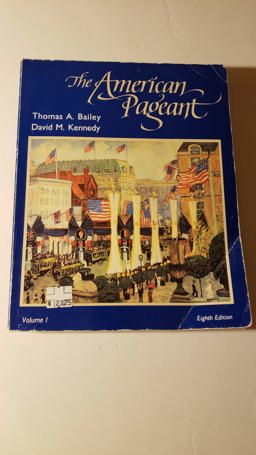 The American
Pageant
Thomas A. Bailey
David M. Kennedy
Volume I
Eighth Edition